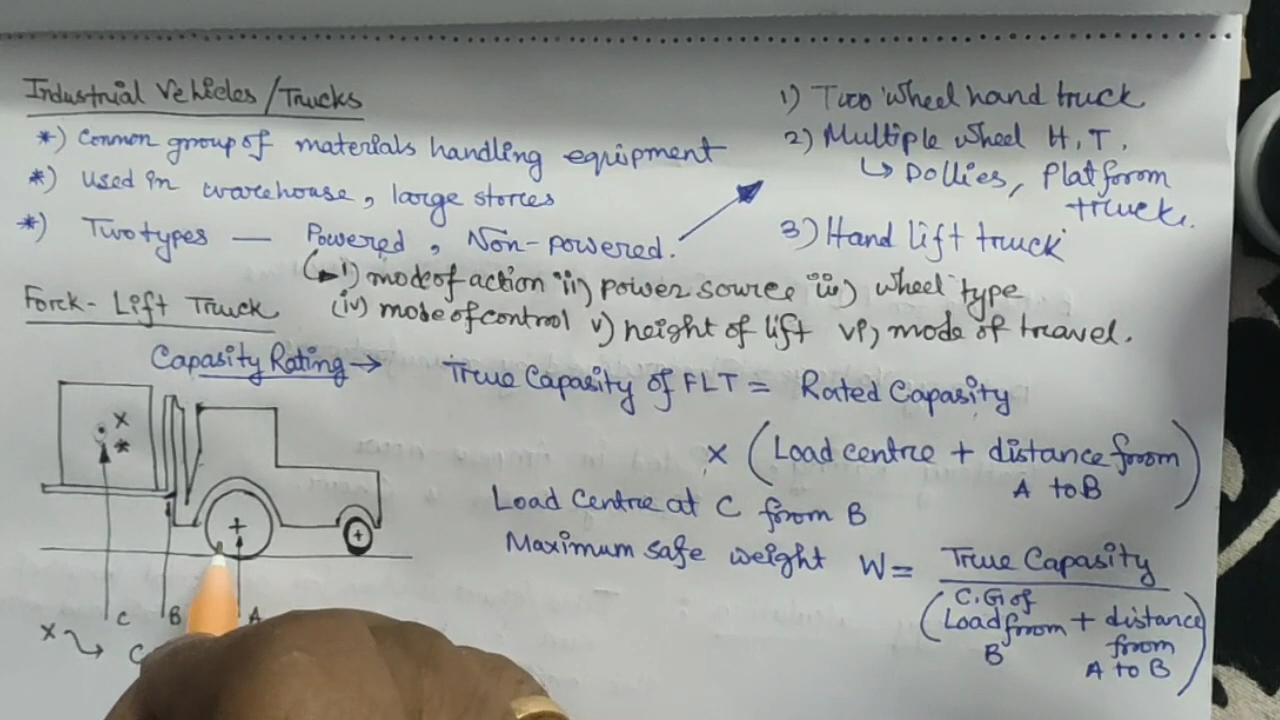 Industrial Vehicles/Trucks
*) Common group of materials handling equipment
*) used in warehouse, large stores
*) Two types — Powered, Non-powered.
1) Two wheel hand truck
2) Multiple wheel H.T.
↳ Dollies, Platform
truck.
3) Hand lift truck
(→ i) mode of action ii) power source iii) wheel type
(iv) mode of control v) height of lift vi) mode of travel.
Fork-Lift Truck
Capasity Rating → True Capasity of FLT = Rated Capasity
x (Load centre + distance from
A to B)
Load Centre at C from B
Maximum safe weight W = True Capasity
(C.G of
Load from + distance
B from
A to B)
x
*
+
+
C B A
x ↳ C